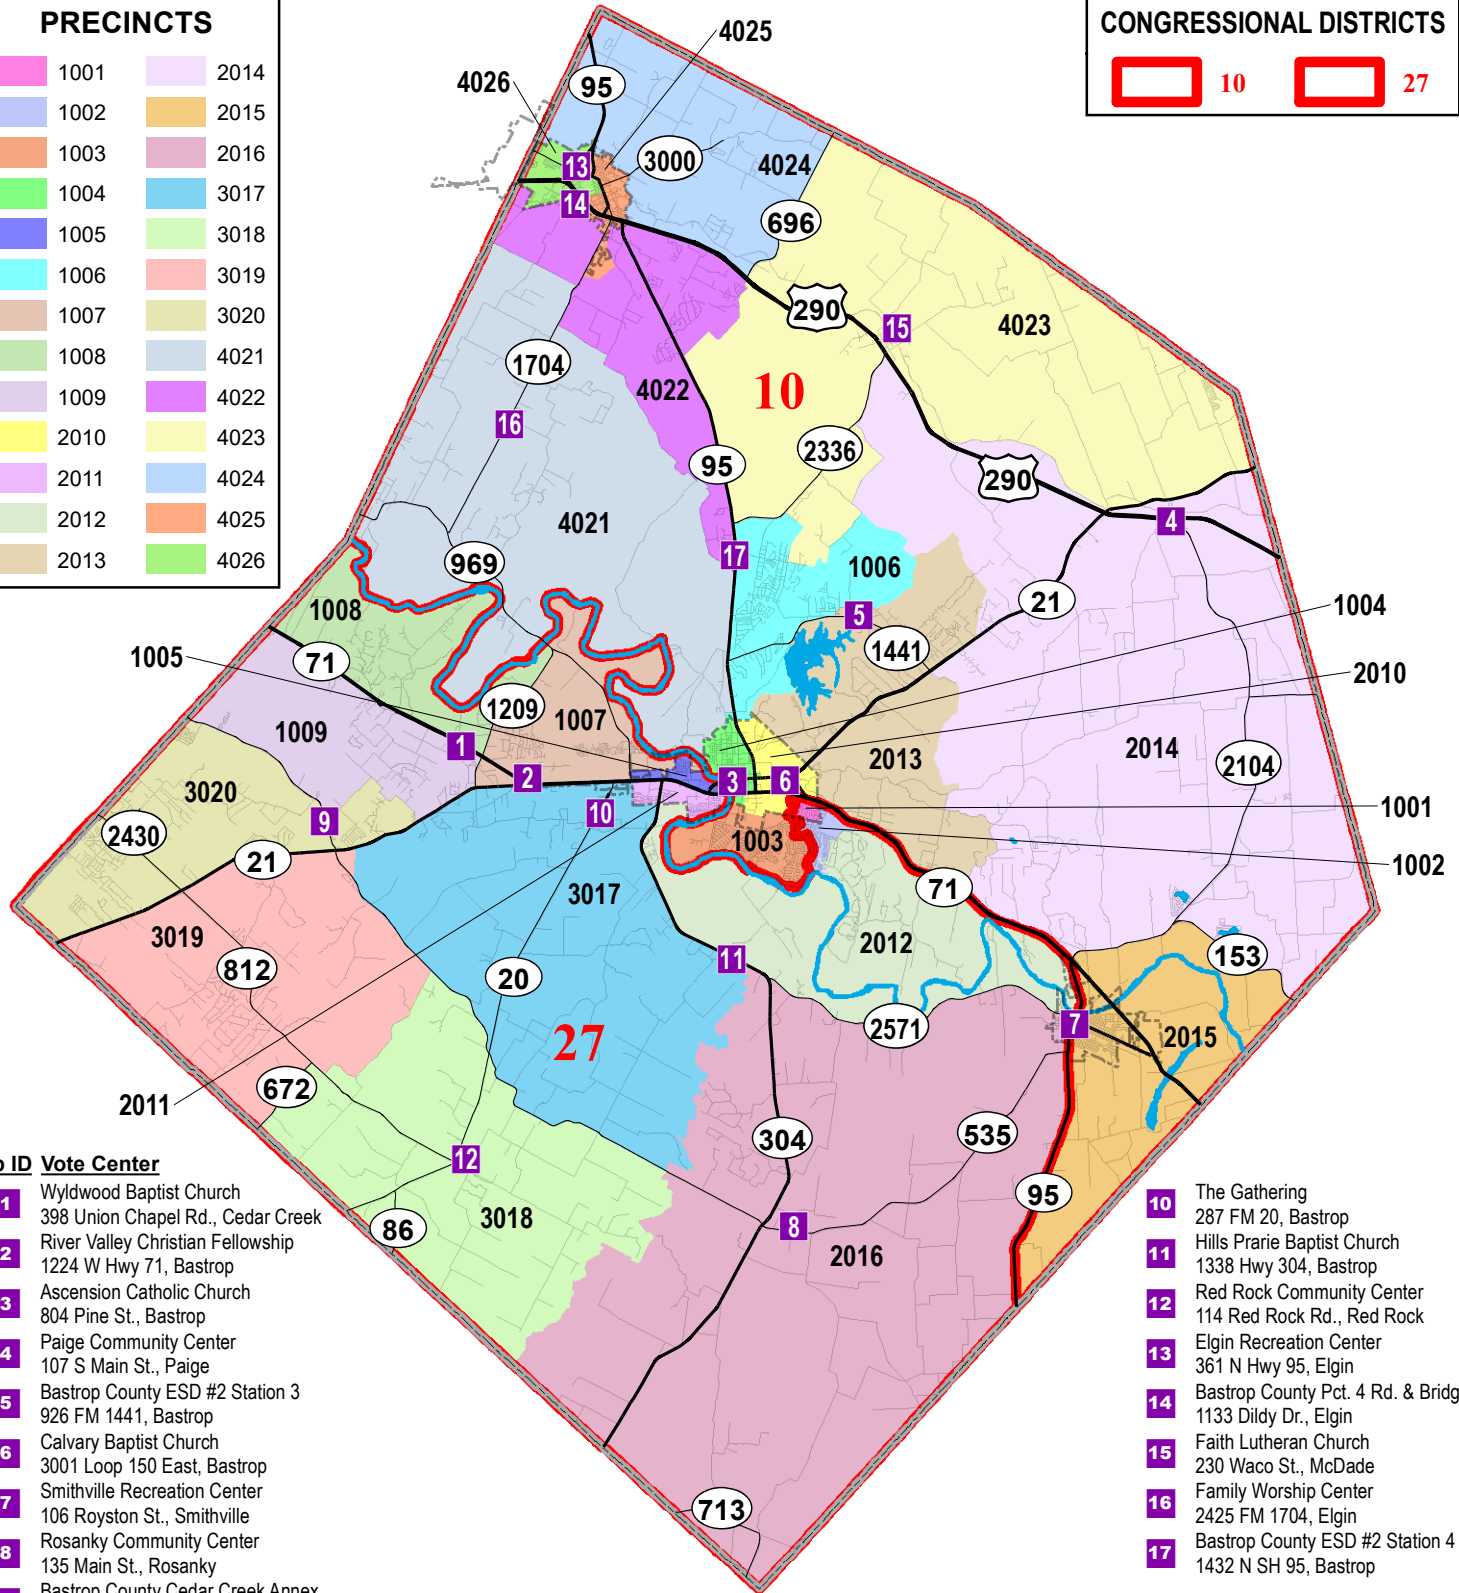 PRECINCTS
1001 2014
1002 2015
1003 2016
1004 3017
1005 3018
1006 3019
1007 3020
1008 4021
1009 4022
2010 4023
2011 4024
2012 4025
2013 4026
CONGRESSIONAL DISTRICTS
10 27
4025
95
4026
13
3000
4024
14
696
290
15
4023
1704
4022
10
16
2336
95
290
4021
4
17
969
1006
21
1004
1008
5
1005
71
1441
2010
1209
1007
1009
1
2013
2014
2104
2
3
6
3020
10
1001
9
2430
1003
21
1002
71
3017
3019
2012
11
153
812
20
2571
7
2015
27
672
2011
304
535
12
95
86
3018
8
2016
713
ID Vote Center
1 Wyldwood Baptist Church
398 Union Chapel Rd., Cedar Creek
2 River Valley Christian Fellowship
1224 W Hwy 71, Bastrop
3 Ascension Catholic Church
804 Pine St., Bastrop
4 Paige Community Center
107 S Main St., Paige
5 Bastrop County ESD #2 Station 3
926 FM 1441, Bastrop
6 Calvary Baptist Church
3001 Loop 150 East, Bastrop
7 Smithville Recreation Center
106 Royston St., Smithville
8 Rosanky Community Center
135 Main St., Rosanky
Bastrop County Cedar Creek Annex
10 The Gathering
287 FM 20, Bastrop
11 Hills Prarie Baptist Church
1338 Hwy 304, Bastrop
12 Red Rock Community Center
114 Red Rock Rd., Red Rock
13 Elgin Recreation Center
361 N Hwy 95, Elgin
14 Bastrop County Pct. 4 Rd. & Bridg
1133 Dildy Dr., Elgin
15 Faith Lutheran Church
230 Waco St., McDade
16 Family Worship Center
2425 FM 1704, Elgin
17 Bastrop County ESD #2 Station 4
1432 N SH 95, Bastrop